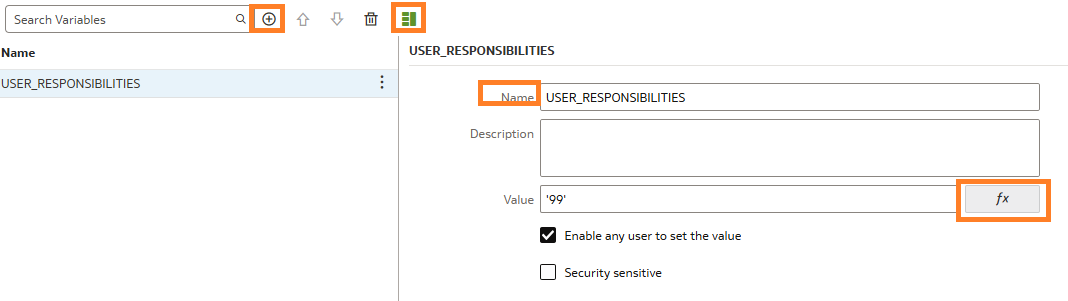 Search Variables
Name
USER_RESPONSIBILITIES
USER_RESPONSIBILITIES
Name USER_RESPONSIBILITIES
Description
Value '99' fx
Enable any user to set the value
Security sensitive